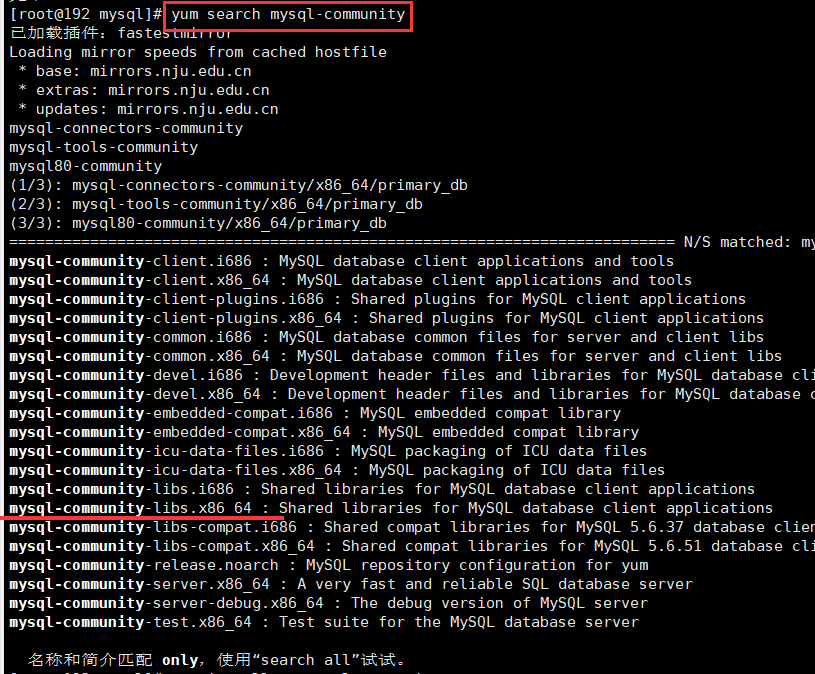 [root@192 mysql]# yum search mysql-community
已加载插件：fastestmirror
Loading mirror speeds from cached hostfile
* base: mirrors.nju.edu.cn
* extras: mirrors.nju.edu.cn
* updates: mirrors.nju.edu.cn
mysql-connectors-community
mysql-tools-community
mysql80-community
(1/3): mysql-connectors-community/x86_64/primary_db
(2/3): mysql-tools-community/x86_64/primary_db
(3/3): mysql80-community/x86_64/primary_db
========================================================================== N/S matched: my
mysql-community-client.i686 : MySQL database client applications and tools
mysql-community-client.x86_64 : MySQL database client applications and tools
mysql-community-client-plugins.i686 : Shared plugins for MySQL client applications
mysql-community-client-plugins.x86_64 : Shared plugins for MySQL client applications
mysql-community-common.i686 : MySQL database common files for server and client libs
mysql-community-common.x86_64 : MySQL database common files for server and client libs
mysql-community-devel.i686 : Development header files and libraries for MySQL database cli
mysql-community-devel.x86_64 : Development header files and libraries for MySQL database c
mysql-community-embedded-compat.i686 : MySQL embedded compat library
mysql-community-embedded-compat.x86_64 : MySQL embedded compat library
mysql-community-icu-data-files.i686 : MySQL packaging of ICU data files
mysql-community-icu-data-files.x86_64 : MySQL packaging of ICU data files
mysql-community-libs.i686 : Shared libraries for MySQL database client applications
mysql-community-libs.x86_64 : Shared libraries for MySQL database client applications
mysql-community-libs-compat.i686 : Shared compat libraries for MySQL 5.6.37 database clien
mysql-community-libs-compat.x86_64 : Shared compat libraries for MySQL 5.6.51 database cli
mysql-community-release.noarch : MySQL repository configuration for yum
mysql-community-server.x86_64 : A very fast and reliable SQL database server
mysql-community-server-debug.x86_64 : The debug version of MySQL server
mysql-community-test.x86_64 : Test suite for the MySQL database server
名称和简介匹配 only，使用“search all”试试。